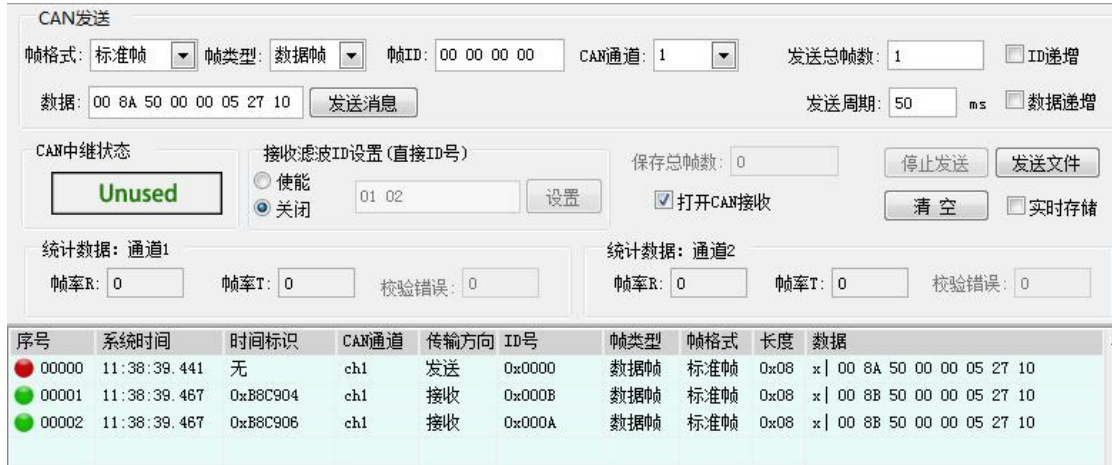 CAN发送
帧格式: 标准帧 帧类型: 数据帧 帧ID: 00 00 00 00 CAN通道: 1 发送总帧数: 1 ID递增
数据: 00 8A 50 00 00 05 27 10 发送消息 发送周期: 50 ms 数据递增
CAN中继状态 接收滤波ID设置(直接ID号) 保存总帧数: 0 停止发送 发送文件
Unused 使能 01 02 设置
关闭 打开CAN接收 清 空 实时存储
统计数据: 通道1 统计数据: 通道2
帧率R: 0 帧率T: 0 校验错误: 0 帧率R: 0 帧率T: 0 校验错误: 0
序号 系统时间 时间标识 CAN通道 传输方向 ID号 帧类型 帧格式 长度 数据
00000 11:38:39.441 无 ch1 发送 0x0000 数据帧 标准帧 0x08 x| 00 8A 50 00 00 05 27 10
00001 11:38:39.467 0xB8C904 ch1 接收 0x000B 数据帧 标准帧 0x08 x| 00 8B 50 00 00 05 27 10
00002 11:38:39.467 0xB8C906 ch1 接收 0x000A 数据帧 标准帧 0x08 x| 00 8B 50 00 00 05 27 10